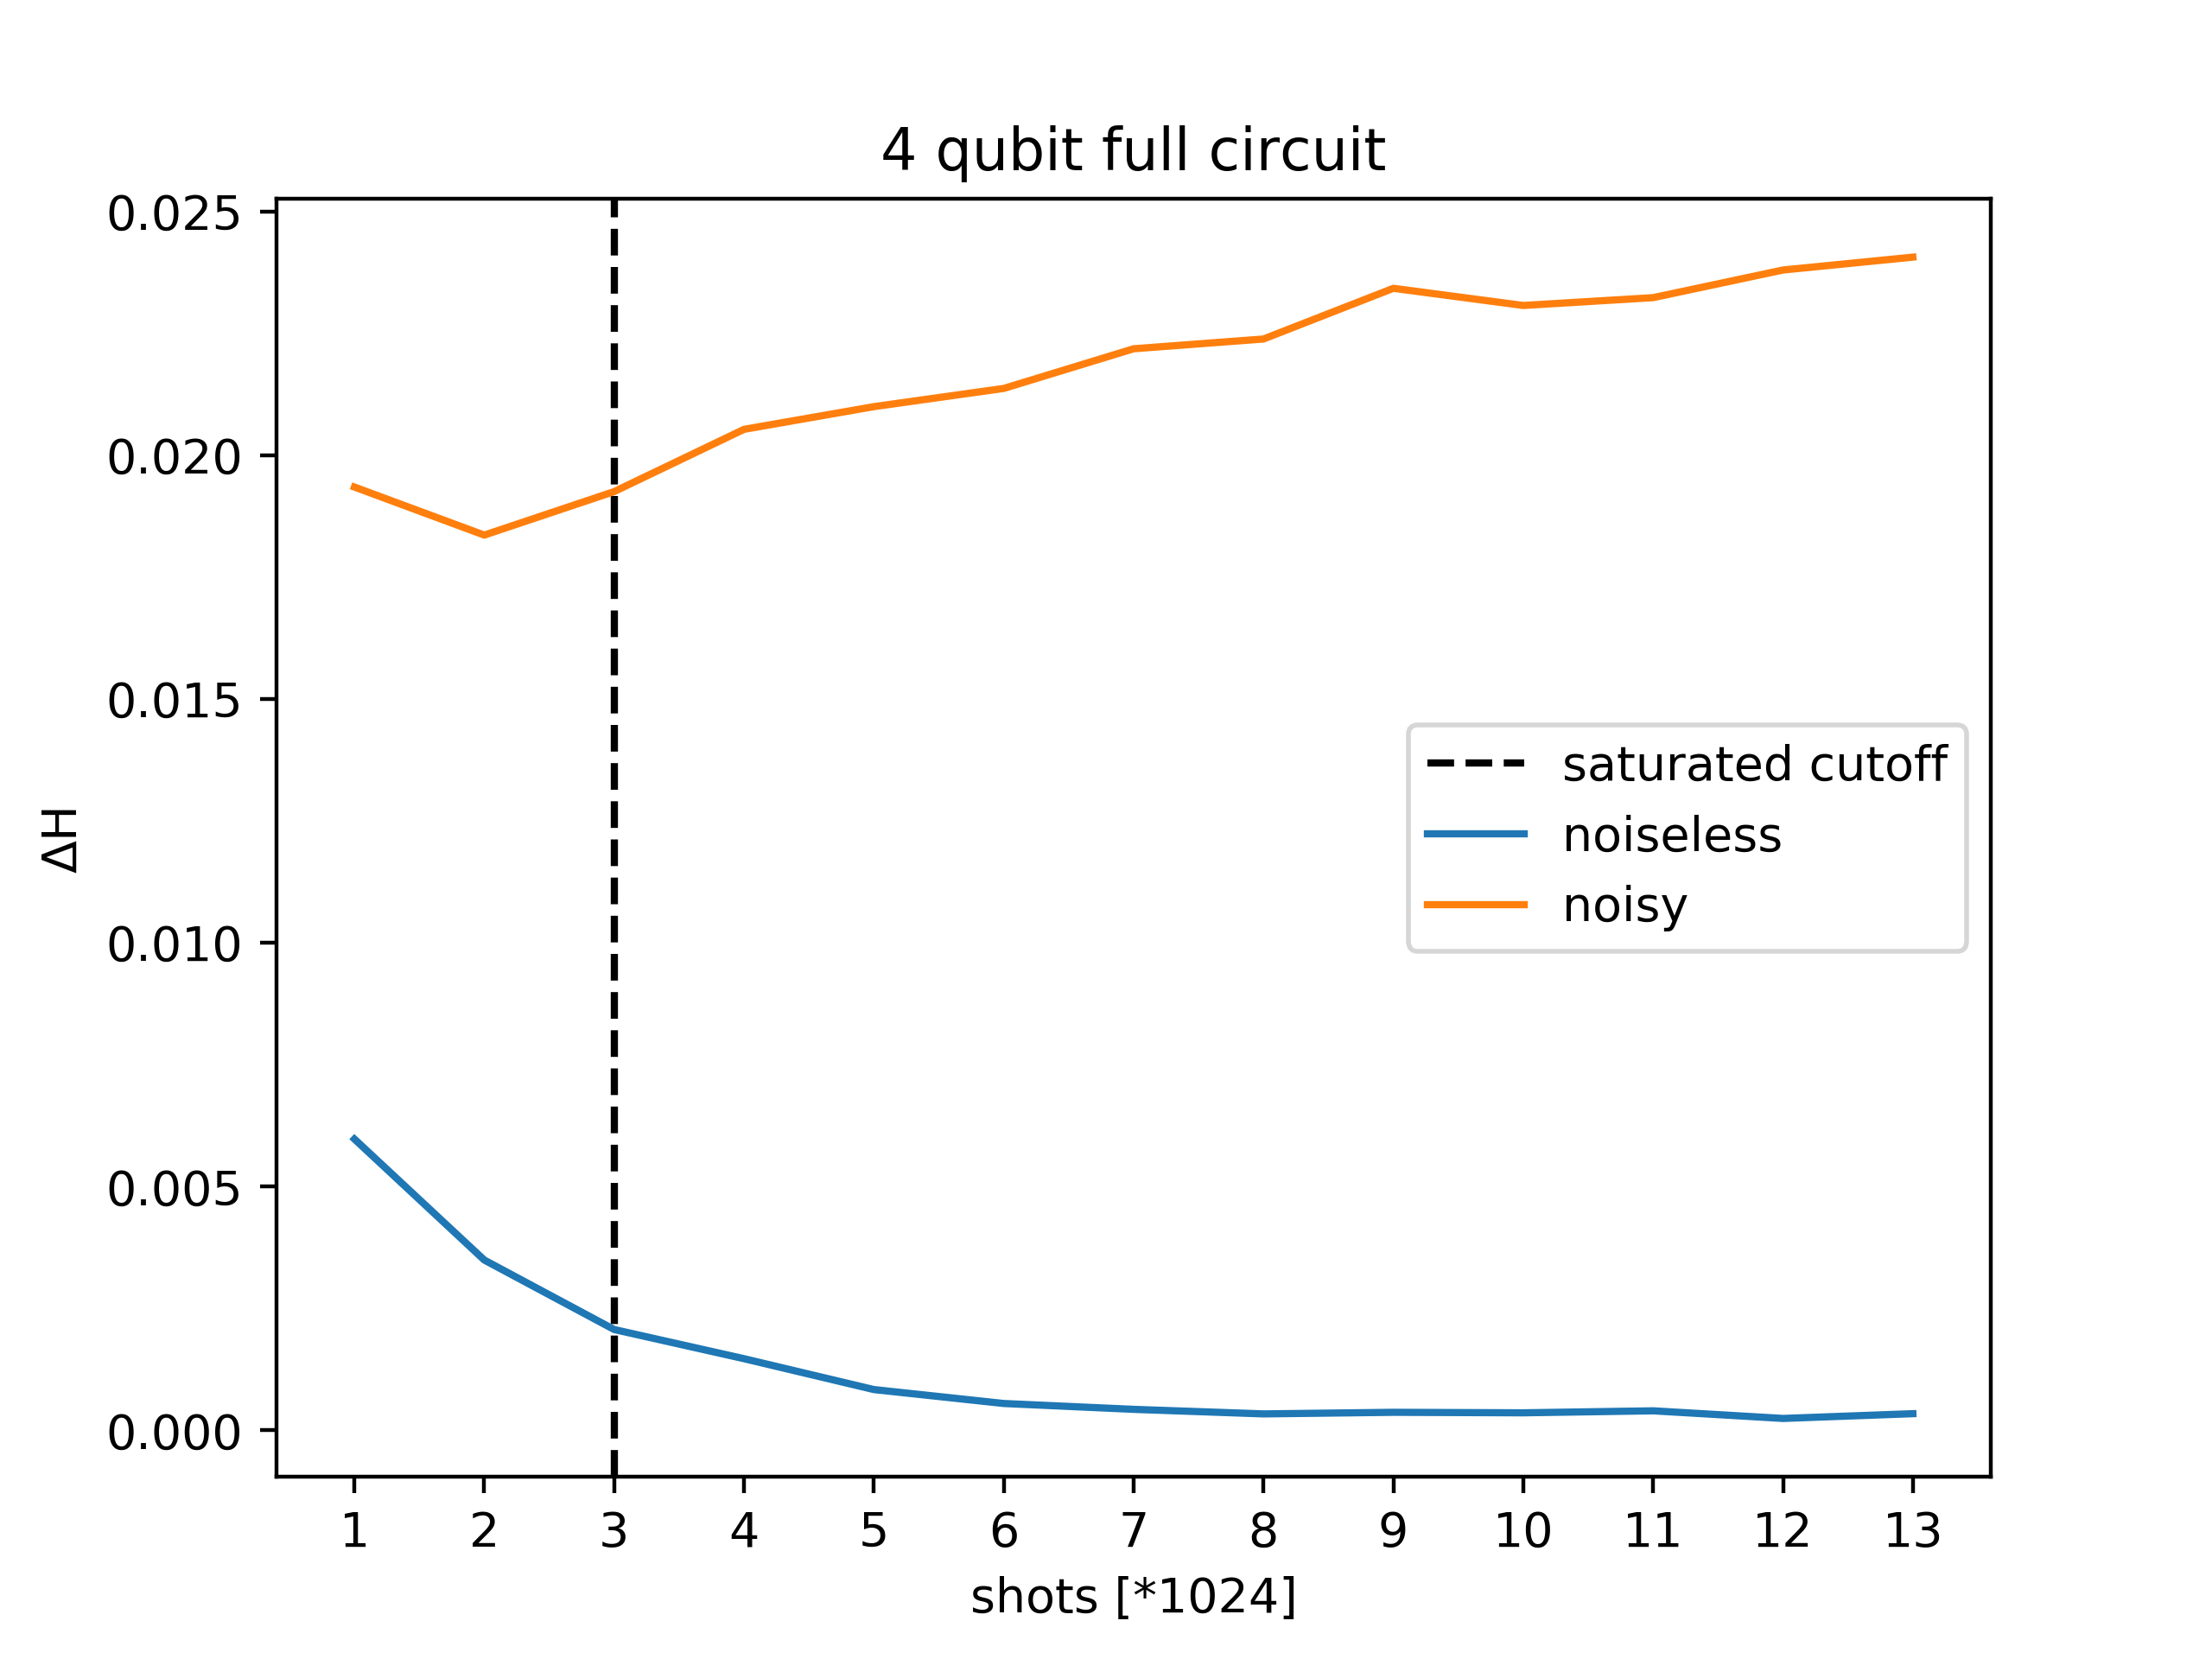 4 qubit full circuit
0.025
0.020
0.015
0.010
0.005
0.000
ΔH
saturated cutoff
noiseless
noisy
1 2 3 4 5 6 7 8 9 10 11 12 13
shots [*1024]